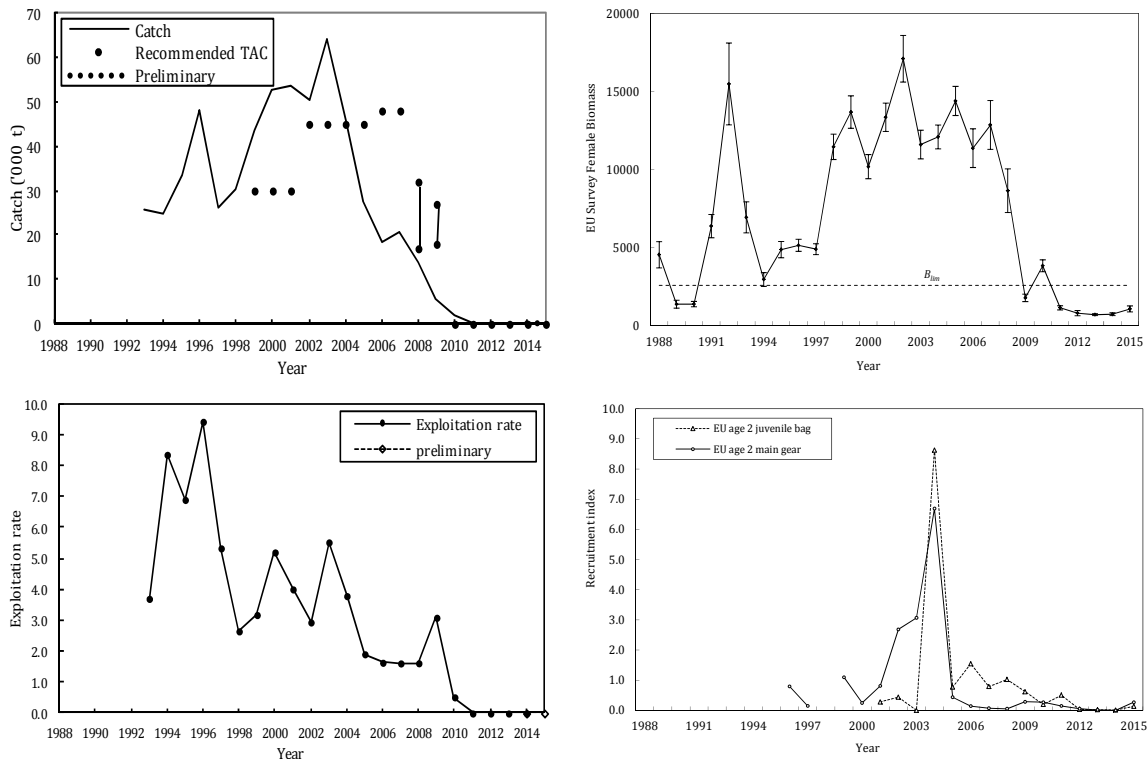 70
60
50
40
30
20
10
0
Catch ('000 t)
Catch
Recommended TAC
Preliminary
1988 1990 1992 1994 1996 1998 2000 2002 2004 2006 2008 2010 2012 2014
Year
20000
15000
10000
5000
0
EU Survey Female Biomass
Blim
1988 1991 1994 1997 2000 2003 2006 2009 2012 2015
Year
10.0
9.0
8.0
7.0
6.0
5.0
4.0
3.0
2.0
1.0
0.0
Exploitation rate
Exploitation rate
preliminary
1988 1990 1992 1994 1996 1998 2000 2002 2004 2006 2008 2010 2012 2014
Year
10.0
9.0
8.0
7.0
6.0
5.0
4.0
3.0
2.0
1.0
0.0
Recruitment index
EU age 2 juvenile bag
EU age 2 main gear
1988 1991 1994 1997 2000 2003 2006 2009 2012 2015
Year